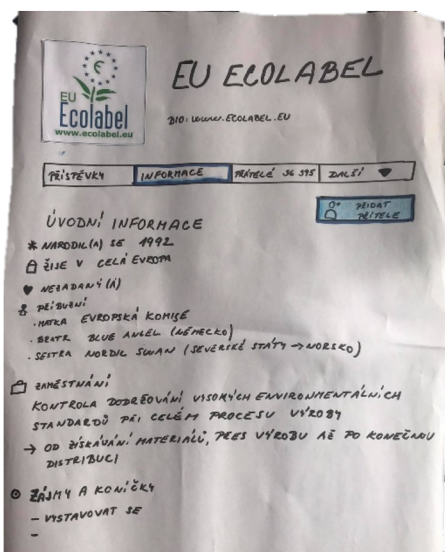 EU
Ecolabel
www.ecolabel.eu
EU ECOLABEL
BIO: www.ECOLABEL.EU
PŘÍSTĚVKY INFORMACE PŘÁTELÉ 36 395 DALŠÍ
PŘIDAT
PŘÍTELE
ÚVODNÍ INFORMACE
* NARODIL(A) SE 1992
ŽIJE V CELÁ EVROPA
NEZADANÝ(Á)
PŘÍBUZNÍ
· MATKA EVROPSKÁ KOMISE
· BRATR BLUE ANGEL (NĚMECKO)
· SESTRA NORDIC SWAN (SEVERSKÉ STÁTY → NORSKO)
ZAMĚSTNÁNÍ
KONTROLA DODRŽOVÁNÍ VYSOKÝCH ENVIRONMENTÁLNÍCH
STANDARDŮ PŘI CELÉM PROCESU VÝROBY
→ OD ZÍSKÁVÁNÍ MATERIÁLŮ, PŘES VÝROBU AŽ PO KONEČNOU
DISTRIBUCI
ZÁJMY A KONÍČKY
- VYSTAVOVAT SE
-